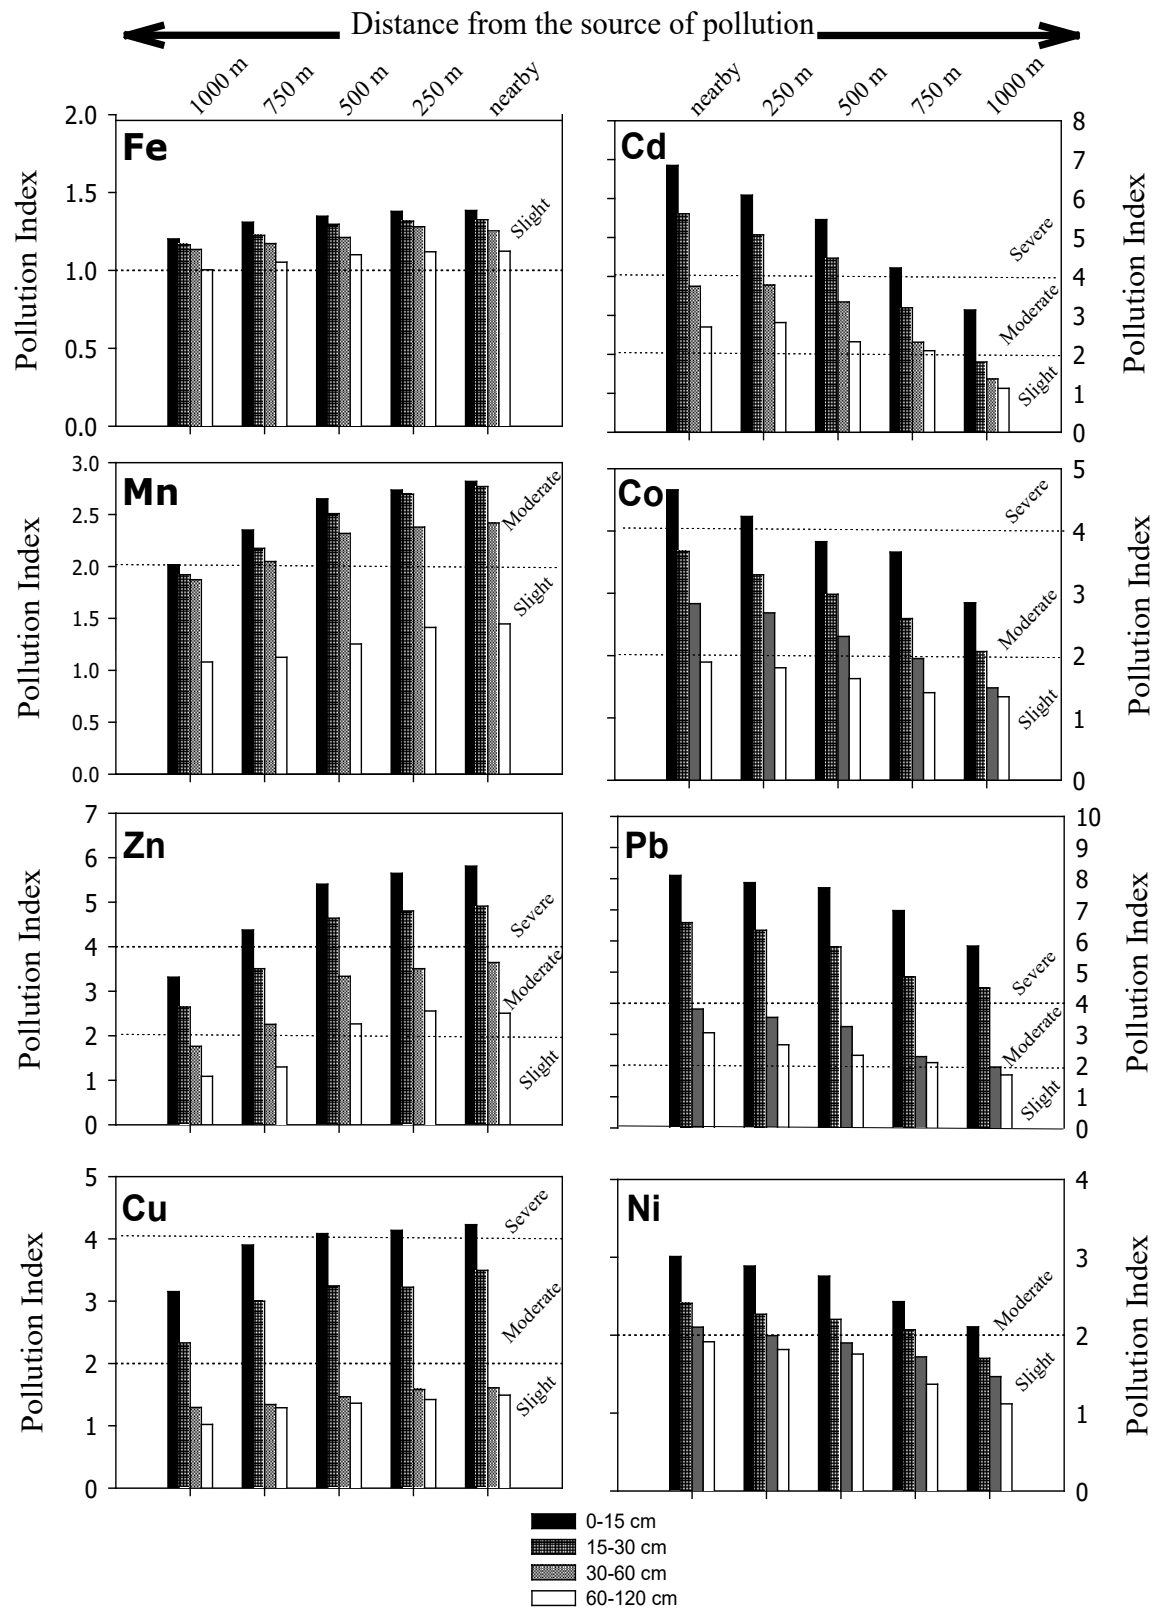 Distance from the source of pollution
1000 m 750 m 500 m 250 m nearby
nearby 250 m 500 m 750 m 1000 m
Fe
Pollution Index
2.0
1.5
1.0
0.5
0.0
Slight
Cd
Pollution Index
8
7
6
5
4
3
2
1
0
Severe
Moderate
Slight
Mn
Pollution Index
3.0
2.5
2.0
1.5
1.0
0.5
0.0
Moderate
Slight
Co
Pollution Index
5
4
3
2
1
0
Severe
Moderate
Slight
Zn
Pollution Index
7
6
5
4
3
2
1
0
Severe
Moderate
Slight
Pb
Pollution Index
10
9
8
7
6
5
4
3
2
1
0
Severe
Moderate
Slight
Cu
Pollution Index
5
4
3
2
1
0
Severe
Moderate
Slight
Ni
Pollution Index
4
3
2
1
0
Moderate
Slight
0-15 cm
15-30 cm
30-60 cm
60-120 cm